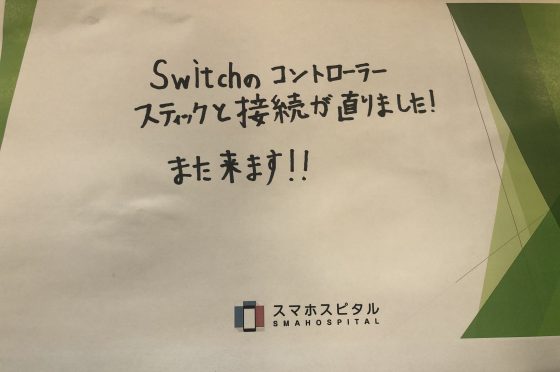 Switchの コントローラー
スティックと接続が直りました!
また来ます!!
スマホスピタル
SMAHOSPITAL